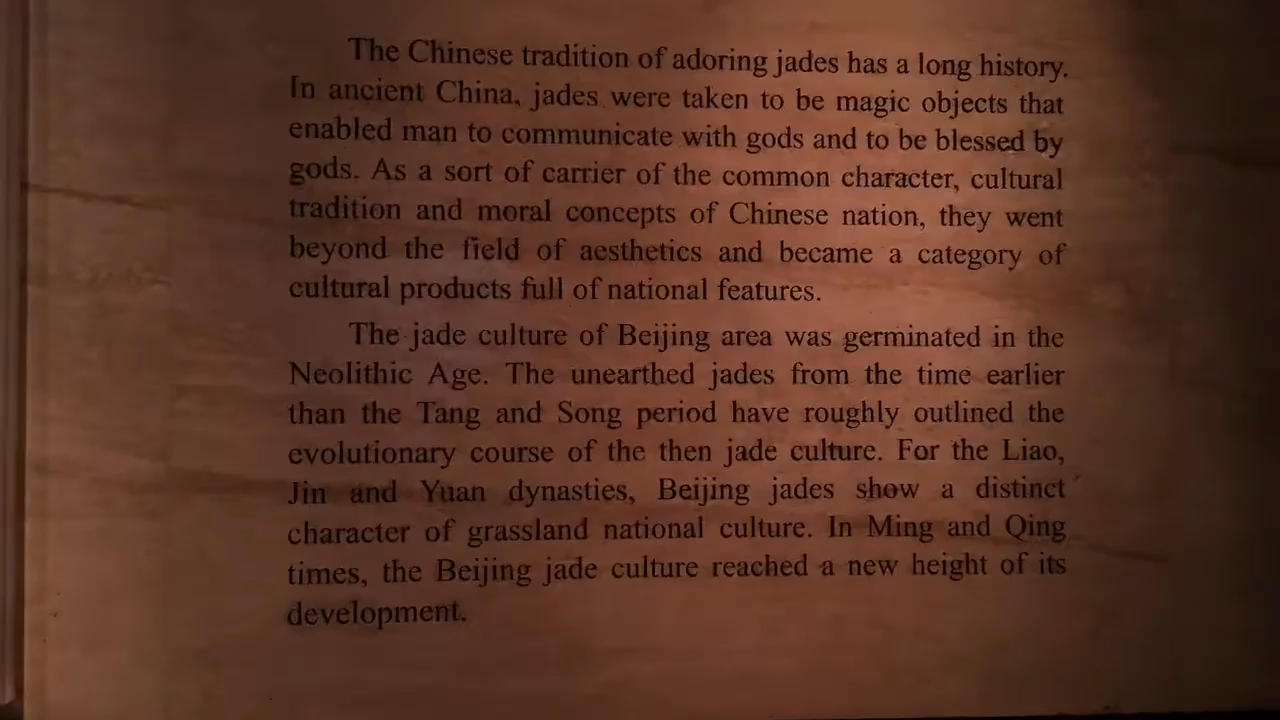 The Chinese tradition of adoring jades has a long history.
In ancient China, jades were taken to be magic objects that
enabled man to communicate with gods and to be blessed by
gods. As a sort of carrier of the common character, cultural
tradition and moral concepts of Chinese nation, they went
beyond the field of aesthetics and became a category of
cultural products full of national features.
The jade culture of Beijing area was germinated in the
Neolithic Age. The unearthed jades from the time earlier
than the Tang and Song period have roughly outlined the
evolutionary course of the then jade culture. For the Liao,
Jin and Yuan dynasties, Beijing jades show a distinct
character of grassland national culture. In Ming and Qing
times, the Beijing jade culture reached a new height of its
development.